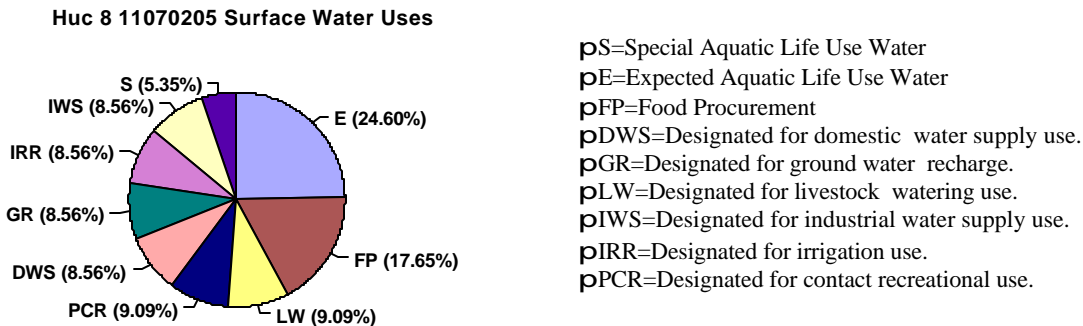 Huc 8 11070205 Surface Water Uses
S (5.35%)
IWS (8.56%)
E (24.60%)
IRR (8.56%)
GR (8.56%)
FP (17.65%)
DWS (8.56%)
PCR (9.09%)
LW (9.09%)
pS=Special Aquatic Life Use Water
pE=Expected Aquatic Life Use Water
pFP=Food Procurement
pDWS=Designated for domestic water supply use.
pGR=Designated for ground water recharge.
pLW=Designated for livestock watering use.
pIWS=Designated for industrial water supply use.
pIRR=Designated for irrigation use.
pPCR=Designated for contact recreational use.